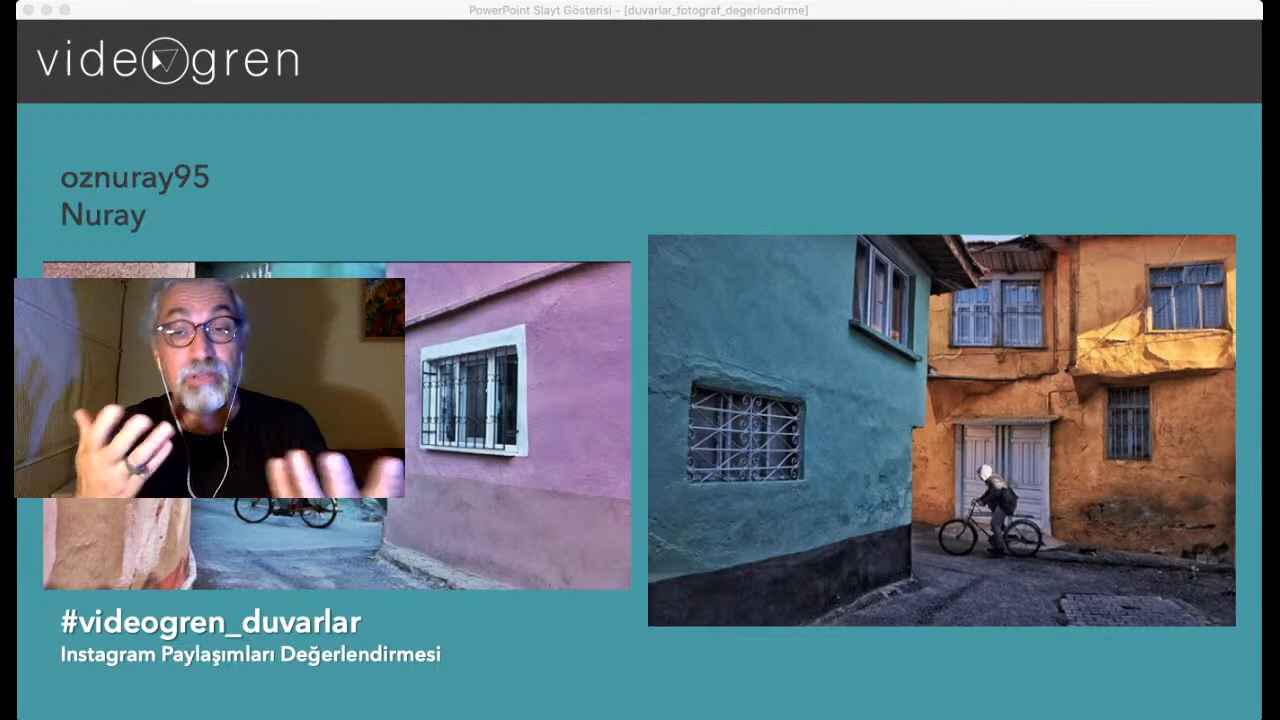 PowerPoint Slayt Gösterisi - [duvarlar_fotograf_degerlendirme]
videogren
oznuray95
Nuray
#videogren_duvarlar
Instagram Paylaşımları Değerlendirmesi